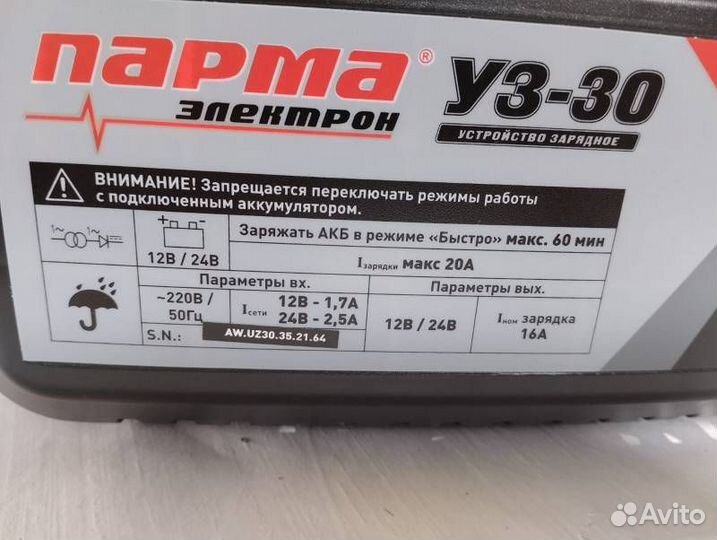 ПАРМА®
ЭЛЕКТРОН
УЗ-30
УСТРОЙСТВО ЗАРЯДНОЕ
ВНИМАНИЕ! Запрещается переключать режимы работы
с подключенным аккумулятором.
1~ 1~
+ -
12В / 24В
Заряжать АКБ в режиме «Быстро» макс. 60 мин
Iзарядки макс 20А
Параметры вх.
Параметры вых.
~220В /
50Гц
Iсети
12В - 1,7А
24В - 2,5А
12В / 24В
Iном зарядка
16А
S.N.:
AW.UZ30.35.21.64
Avito